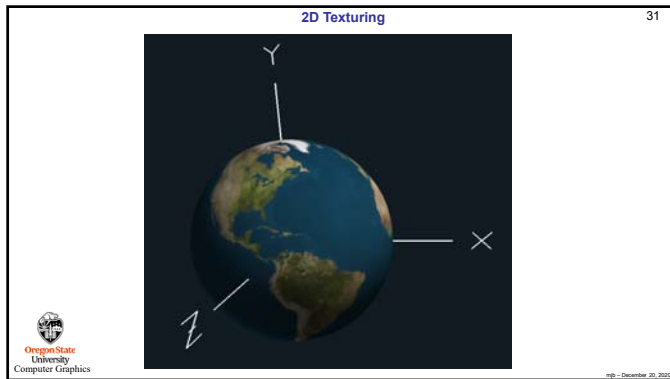 2D Texturing
31
Y
X
Z
Oregon State
University
Computer Graphics
mjb – December 20, 2020